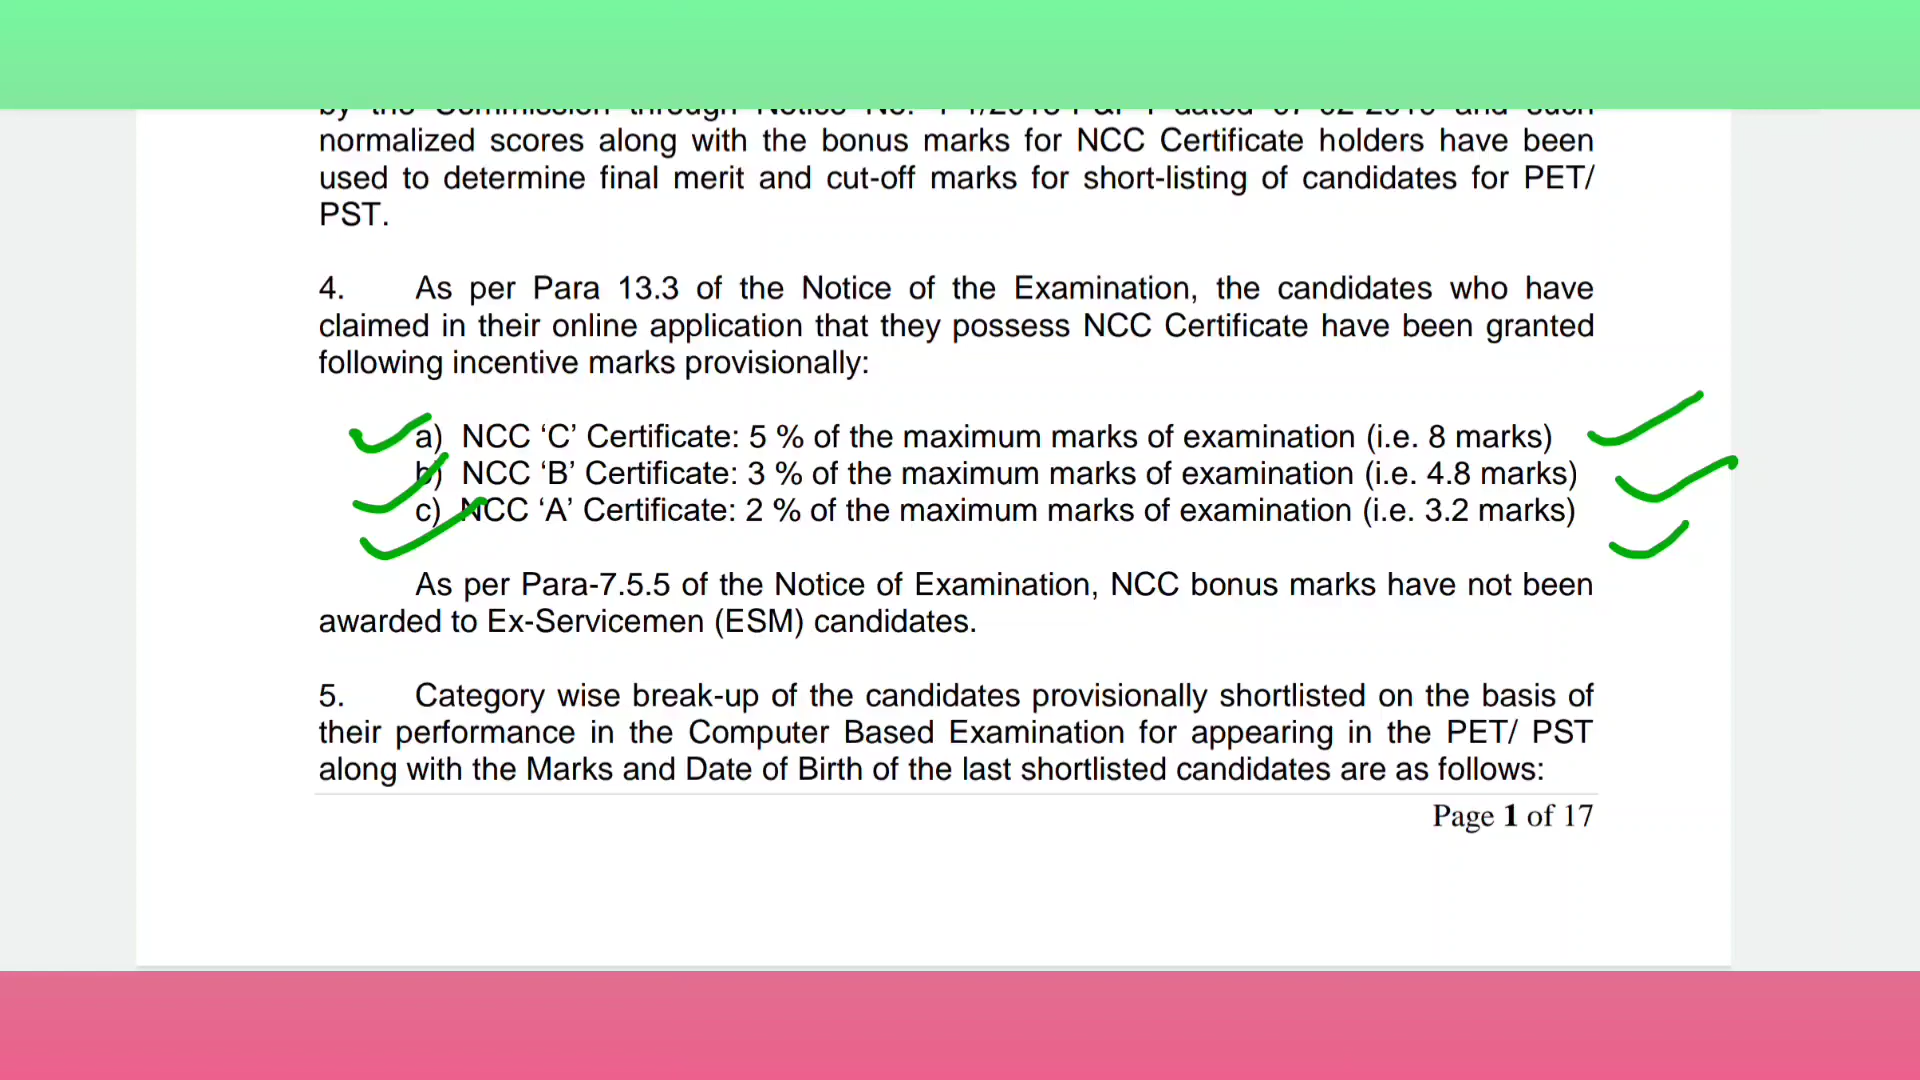 normalized scores along with the bonus marks for NCC Certificate holders have been
used to determine final merit and cut-off marks for short-listing of candidates for PET/
PST.
4. As per Para 13.3 of the Notice of the Examination, the candidates who have
claimed in their online application that they possess NCC Certificate have been granted
following incentive marks provisionally:
a) NCC ‘C’ Certificate: 5 % of the maximum marks of examination (i.e. 8 marks)
b) NCC ‘B’ Certificate: 3 % of the maximum marks of examination (i.e. 4.8 marks)
c) NCC ‘A’ Certificate: 2 % of the maximum marks of examination (i.e. 3.2 marks)
As per Para-7.5.5 of the Notice of Examination, NCC bonus marks have not been
awarded to Ex-Servicemen (ESM) candidates.
5. Category wise break-up of the candidates provisionally shortlisted on the basis of
their performance in the Computer Based Examination for appearing in the PET/ PST
along with the Marks and Date of Birth of the last shortlisted candidates are as follows:
Page 1 of 17